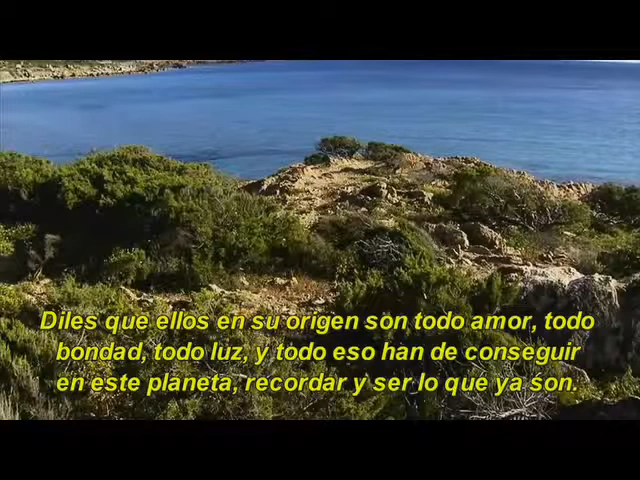 Diles que ellos en su origen son todo amor, todo
bondad, todo luz, y todo eso han de conseguir
en este planeta, recordar y ser lo que ya son.